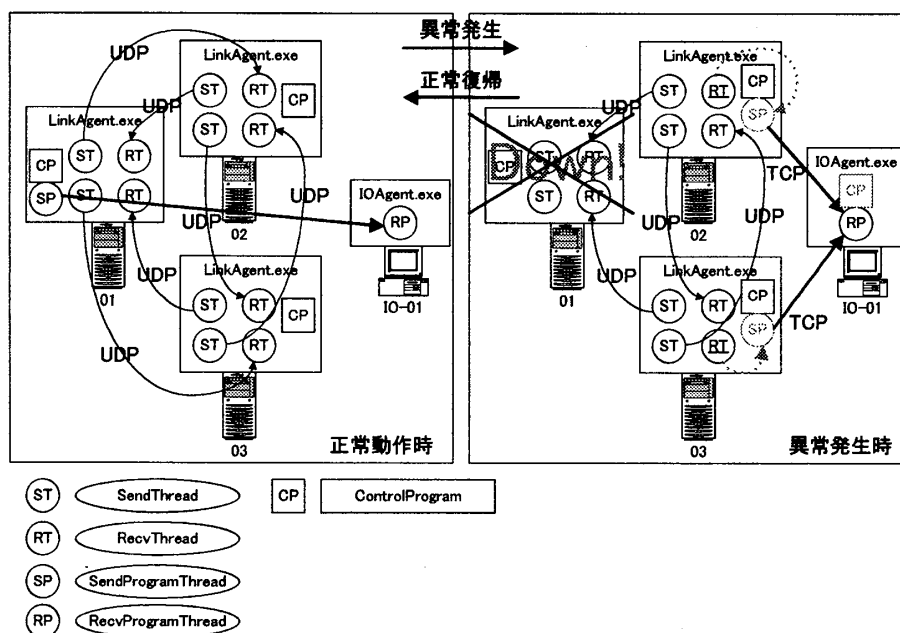 異常発生
正常復帰
UDP
LinkAgent.exe
ST
RT
CP
ST
RT
UDP
02
LinkAgent.exe
CP
ST
RT
SP
ST
RT
01
IOAgent.exe
RP
IO-01
UDP
UDP
UDP
LinkAgent.exe
ST
RT
CP
ST
RT
03
正常動作時
LinkAgent.exe
ST
RT
CP
SP
ST
RT
UDP
02
LinkAgent.exe
CP
ST
RT
Down!
ST
RT
01
TCP
IOAgent.exe
CP
RP
IO-01
UDP
UDP
UDP
LinkAgent.exe
ST
RT
CP
SP
ST
RT
TCP
03
異常発生時
ST SendThread
CP ControlProgram
RT RecvThread
SP SendProgramThread
RP RecvProgramThread